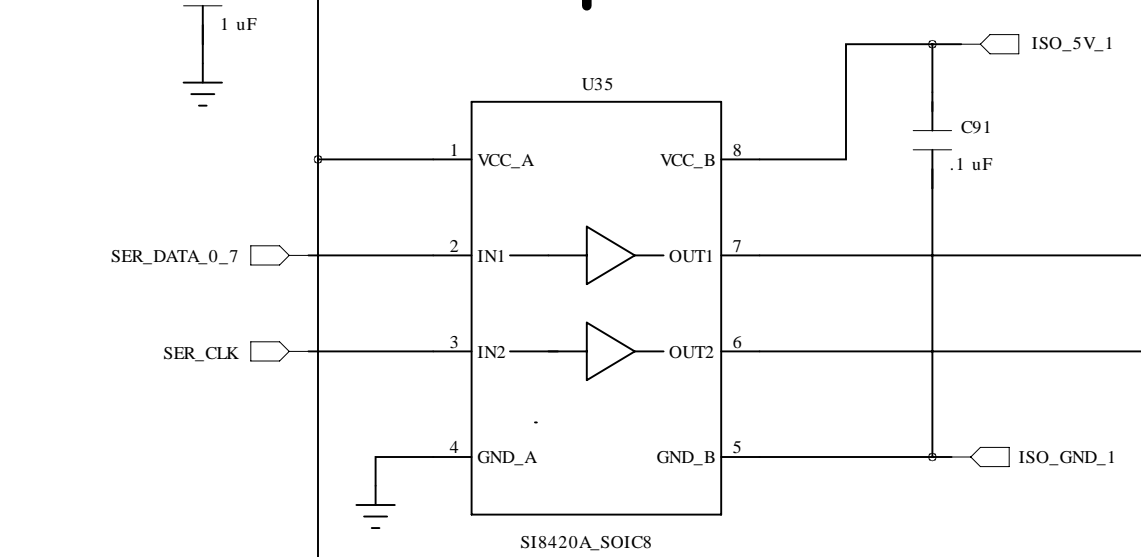 1 uF
ISO_5V_1
U35
C91
.1 uF
1 VCC_A VCC_B 8
SER_DATA_0_7 2 IN1 OUT1 7
SER_CLK 3 IN2 OUT2 6
4 GND_A GND_B 5 ISO_GND_1
SI8420A_SOIC8